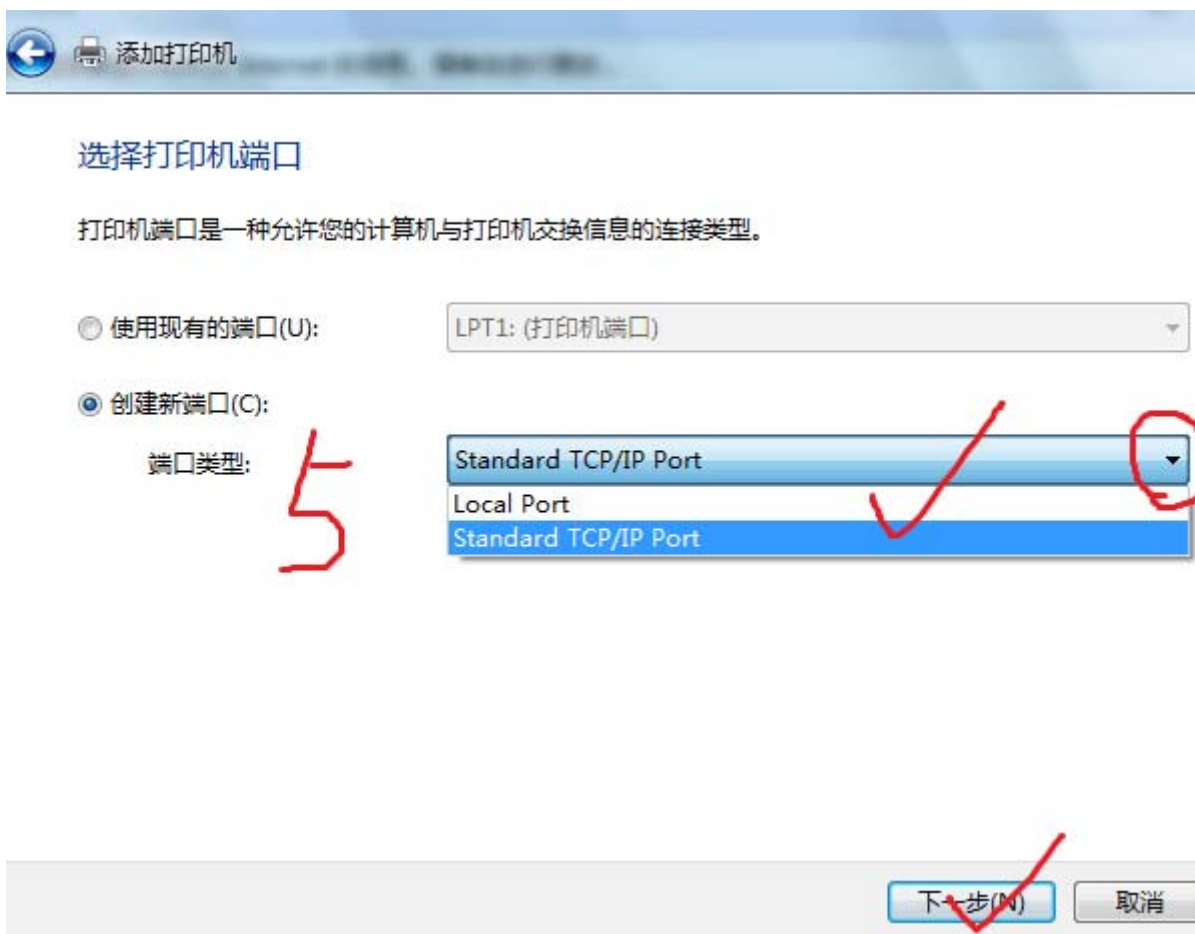 添加打印机
选择打印机端口
打印机端口是一种允许您的计算机与打印机交换信息的连接类型。
使用现有的端口(U):
LPT1: (打印机端口)
创建新端口(C):
端口类型:
5
Standard TCP/IP Port
Local Port
Standard TCP/IP Port
下一步(N)
取消